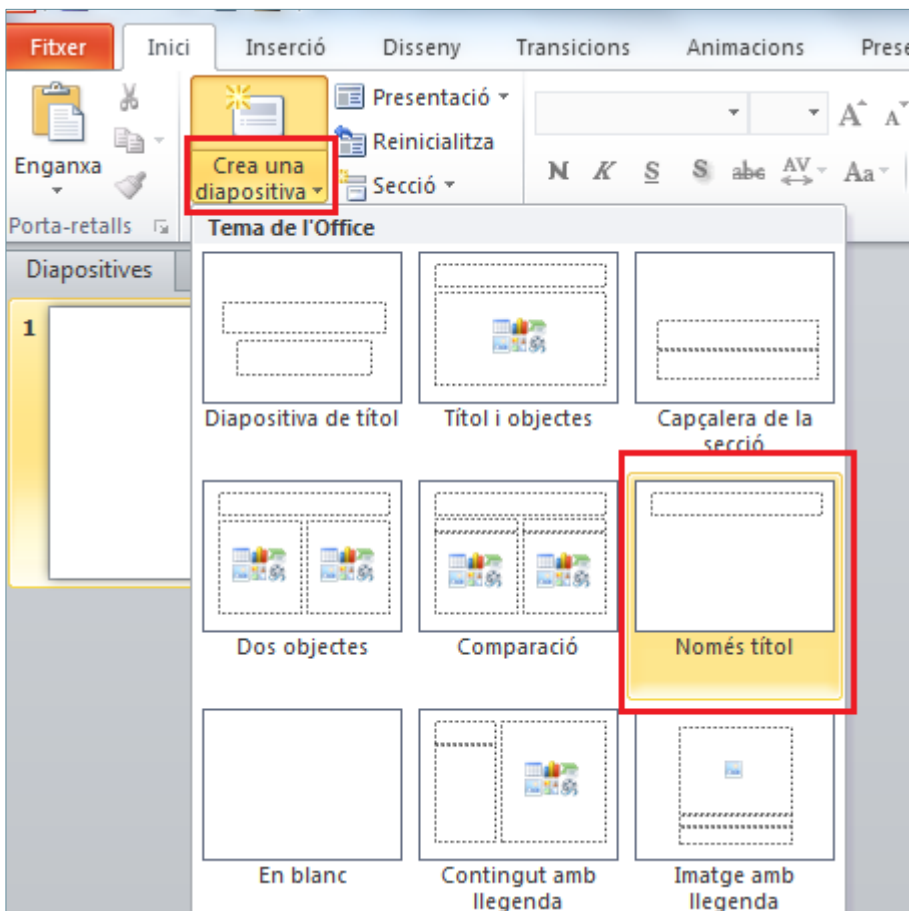 Fitxer Inici Inserció Disseny Transicions Animacions
Presentació
Reinicialitza
Enganxa
Crea una
diapositiva
Secció
N K S S abc AV Aa
A A
Porta-retalls
Tema de l'Office
Diapositives
1
Diapositiva de títol
Títol i objectes
Capçalera de la
secció
Dos objectes
Comparació
Només títol
En blanc
Contingut amb
llegenda
Imatge amb
llegenda